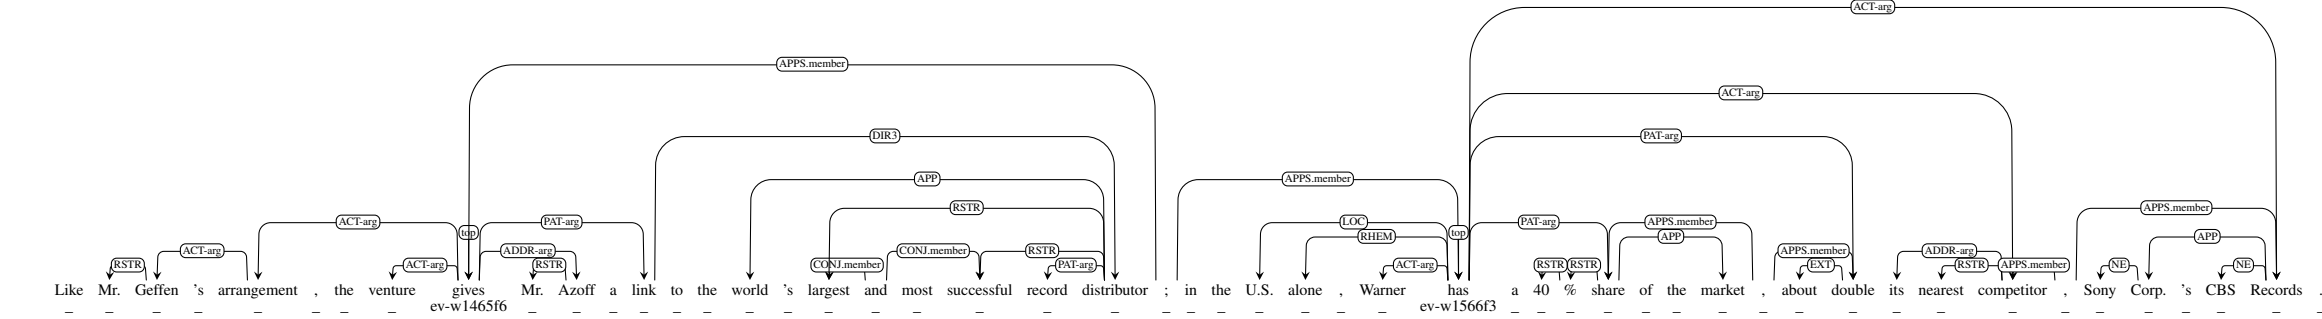 ACT-arg
APPS.member
ACT-arg
DIR3 PAT-arg
APP APPS.member
RSTR APPS.member
ACT-arg top PAT-arg LOC top PAT-arg APPS.member
RHEM APP
ACT-arg ADDR-arg CONJ.member RSTR APPS.member ADDR-arg
RSTR ACT-arg RSTR CONJ.member PAT-arg ACT-arg RSTR RSTR EXT RSTR APPS.member NE NE
Like Mr. Geffen 's arrangement , the venture gives Mr. Azoff a link to the world 's largest and most successful record distributor ; in the U.S. alone , Warner has a 40 % share of the market , about double its nearest competitor , Sony Corp. 's CBS Records .
_ _ _ _ _ _ _ _ ev-w1465f6 _ _ _ _ _ _ _ _ _ _ _ _ _ _ _ _ _ _ _ _ _ ev-w1566f3 _ _ _ _ _ _ _ _ _ _ _ _ _ _ _ _ _ _ _ _